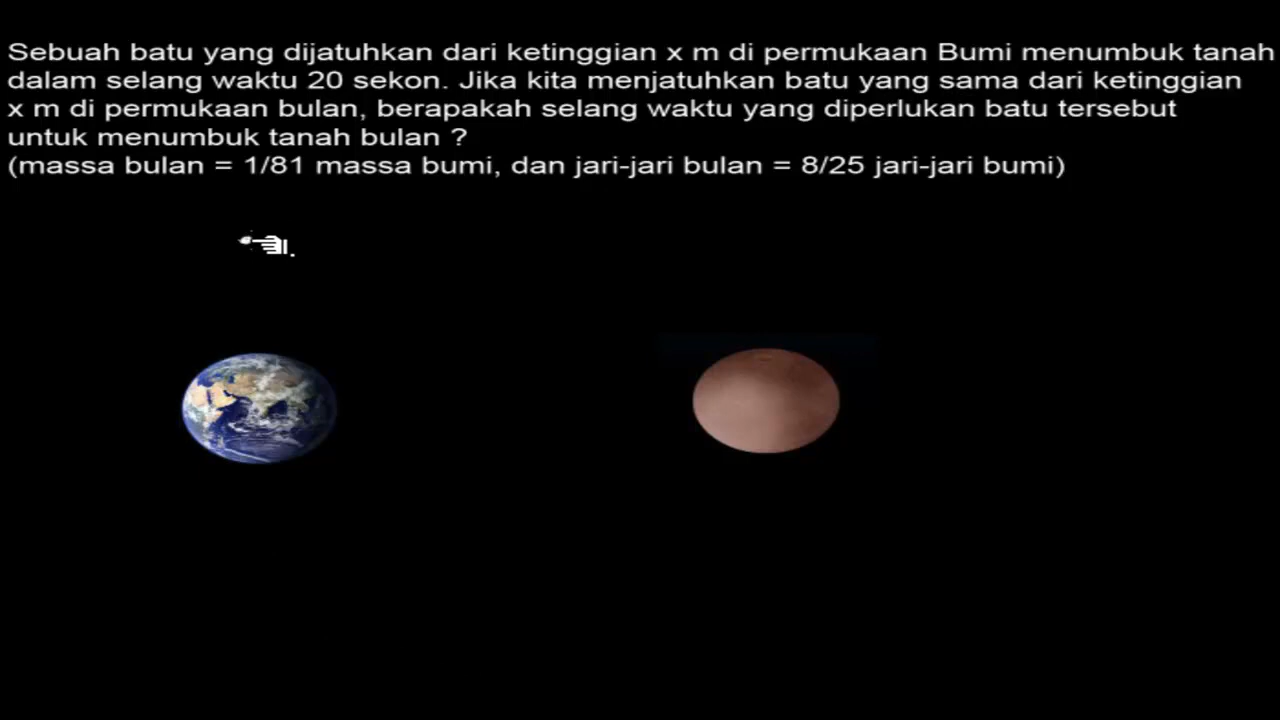 Sebuah batu yang dijatuhkan dari ketinggian x m di permukaan Bumi menumbuk tanah
dalam selang waktu 20 sekon. Jika kita menjatuhkan batu yang sama dari ketinggian
x m di permukaan bulan, berapakah selang waktu yang diperlukan batu tersebut
untuk menumbuk tanah bulan ?
(massa bulan = 1/81 massa bumi, dan jari-jari bulan = 8/25 jari-jari bumi)